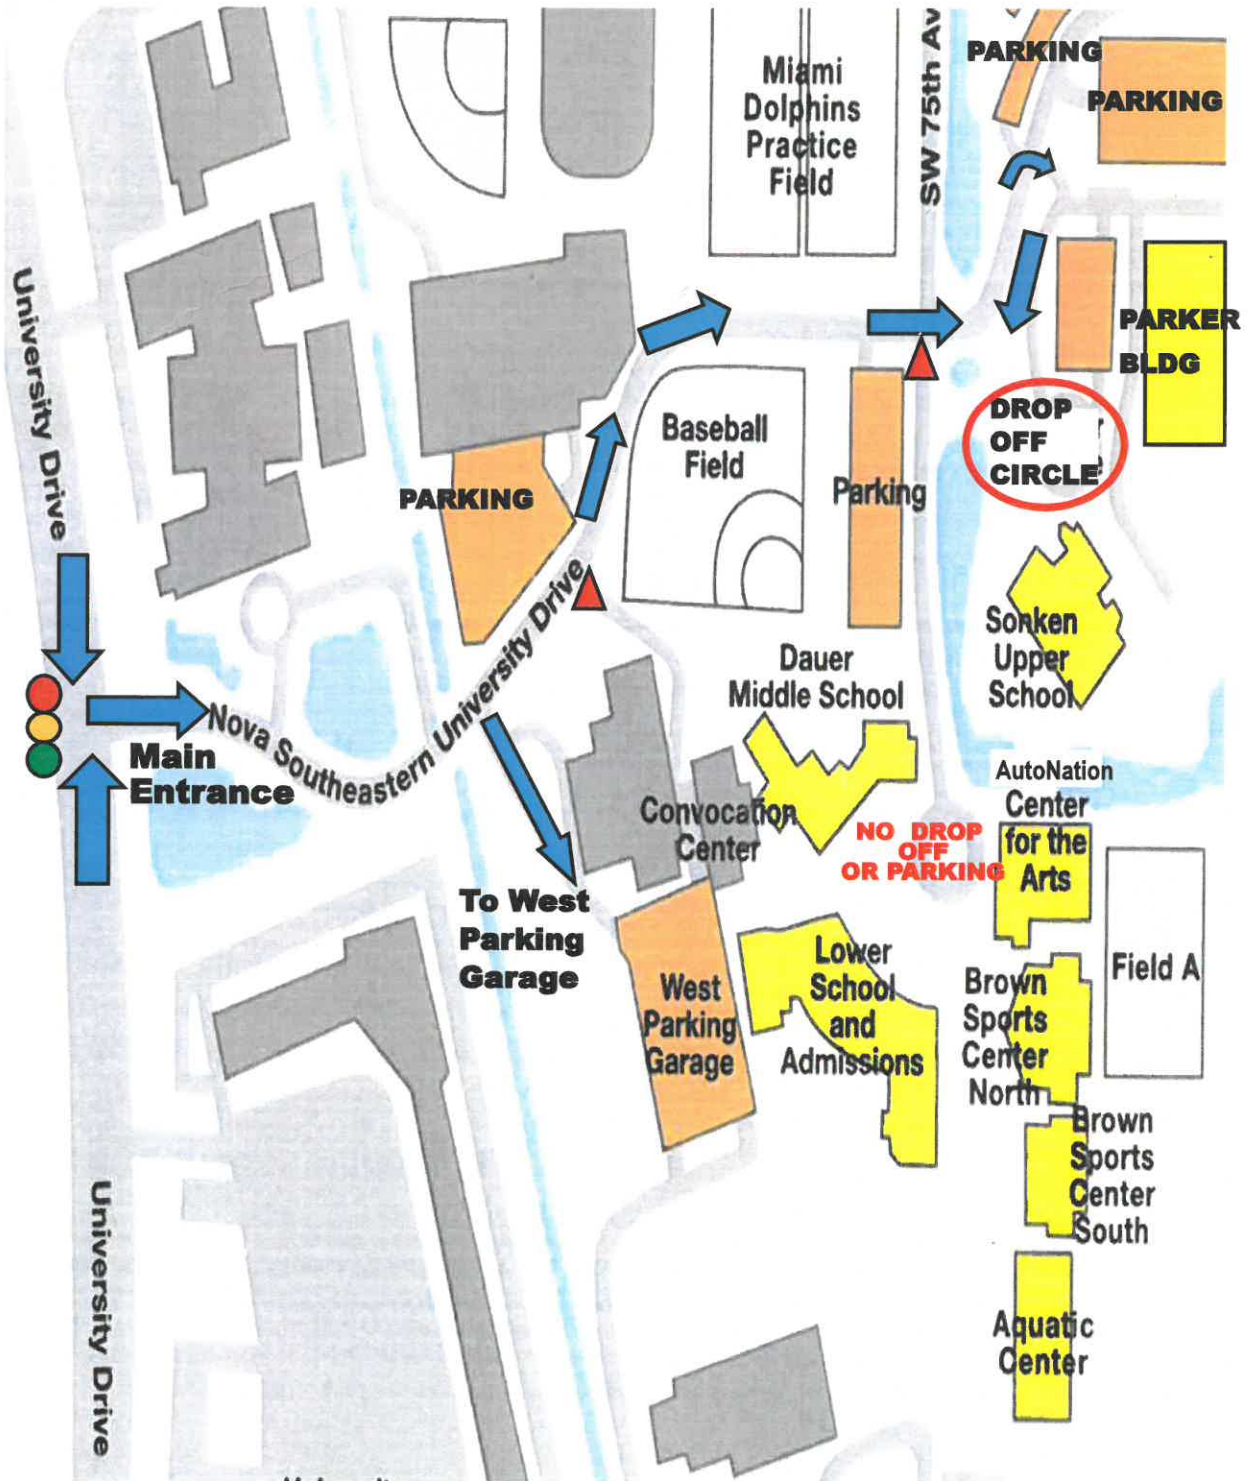 PARKING
PARKING
Miami
Dolphins
Practice
Field
SW 75th Av
University Drive
PARKER
BLDG
DROP
OFF
CIRCLE
Baseball
Field
PARKING
Parking
Sonken
Upper
School
Dauer
Middle School
Nova Southeastern University Drive
Main
Entrance
AutoNation
Center
for the
Arts
Convocation
Center
NO DROP
OFF
OR PARKING
To West
Parking
Garage
Lower
School
and
Admissions
West
Parking
Garage
Field A
Brown
Sports
Center
North
Brown
Sports
Center
South
University Drive
Aquatic
Center